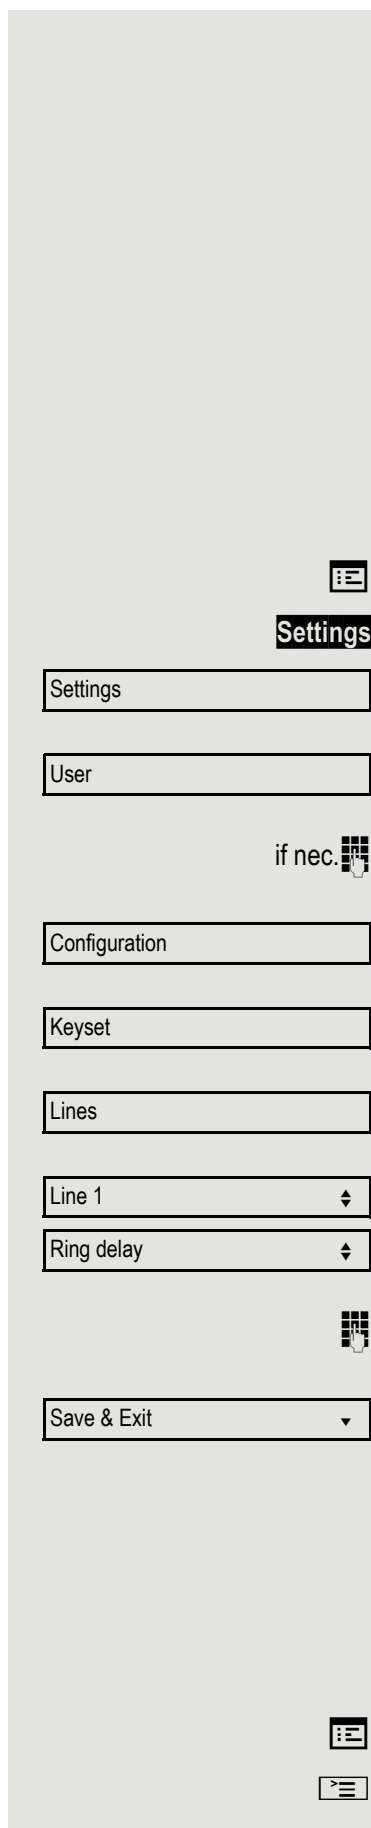 Settings
Settings
User
if nec.
Configuration
Keyset
Lines
Line 1
Ring delay
Save & Exit